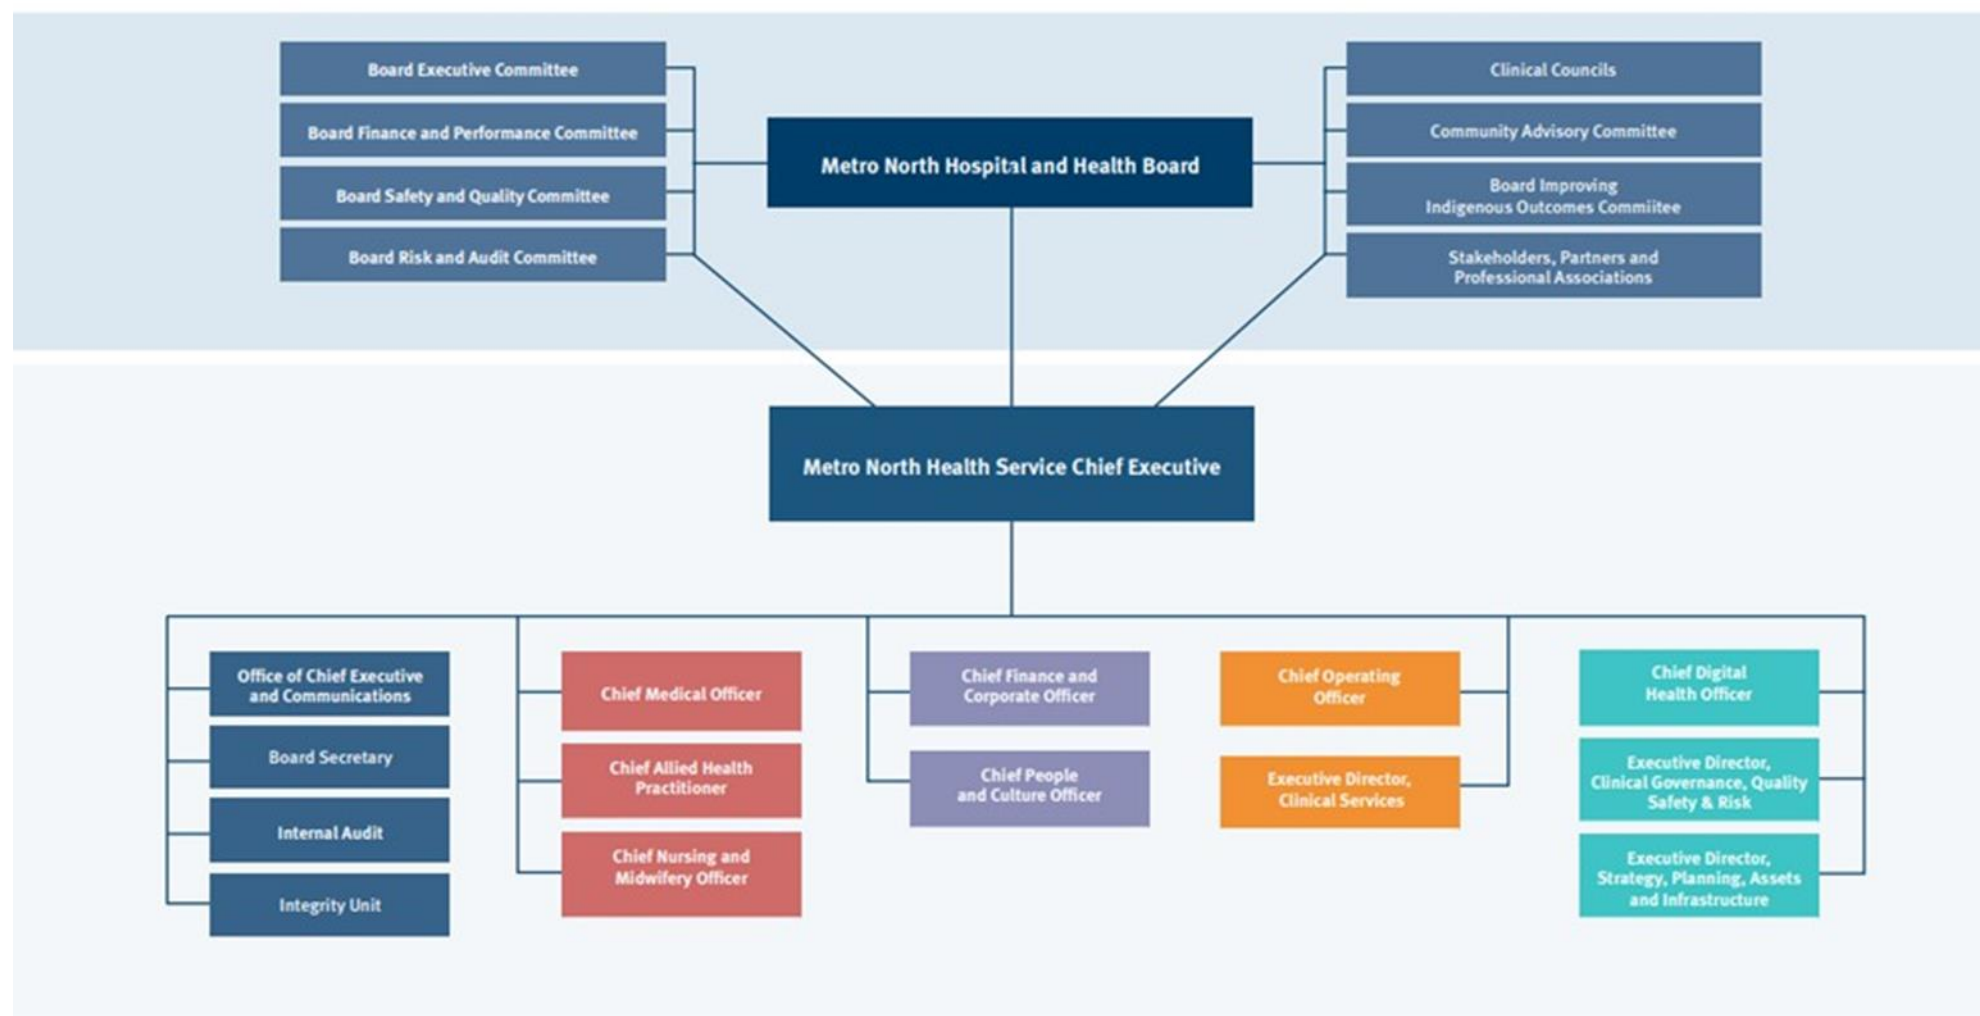 Board Executive Committee
Board Finance and Performance Committee
Board Safety and Quality Committee
Board Risk and Audit Committee
Metro North Hospital and Health Board
Clinical Councils
Community Advisory Committee
Board Improving
Indigenous Outcomes Commiitee
Stakeholders, Partners and
Professional Associations
Metro North Health Service Chief Executive
Office of Chief Executive
and Communications
Board Secretary
Internal Audit
Integrity Unit
Chief Medical Officer
Chief Allied Health
Practitioner
Chief Nursing and
Midwifery Officer
Chief Finance and
Corporate Officer
Chief People
and Culture Officer
Chief Operating
Officer
Executive Director,
Clinical Services
Chief Digital
Health Officer
Executive Director,
Clinical Governance, Quality
Safety & Risk
Executive Director,
Strategy, Planning, Assets
and Infrastructure